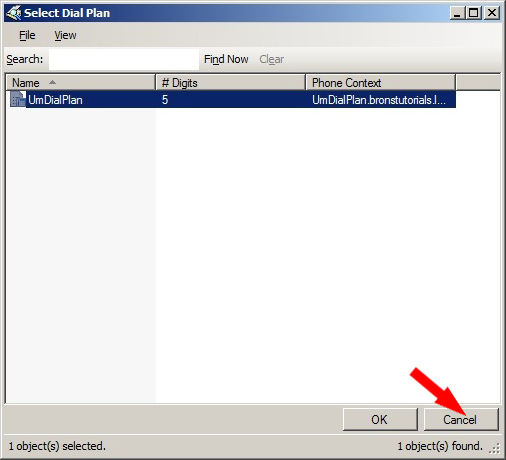 Select Dial Plan
File View
Search: Find Now Clear
Name # Digits Phone Context
UmDialPlan 5 UmDialPlan.bronstutorials.l...
OK Cancel
1 object(s) selected. 1 object(s) found.